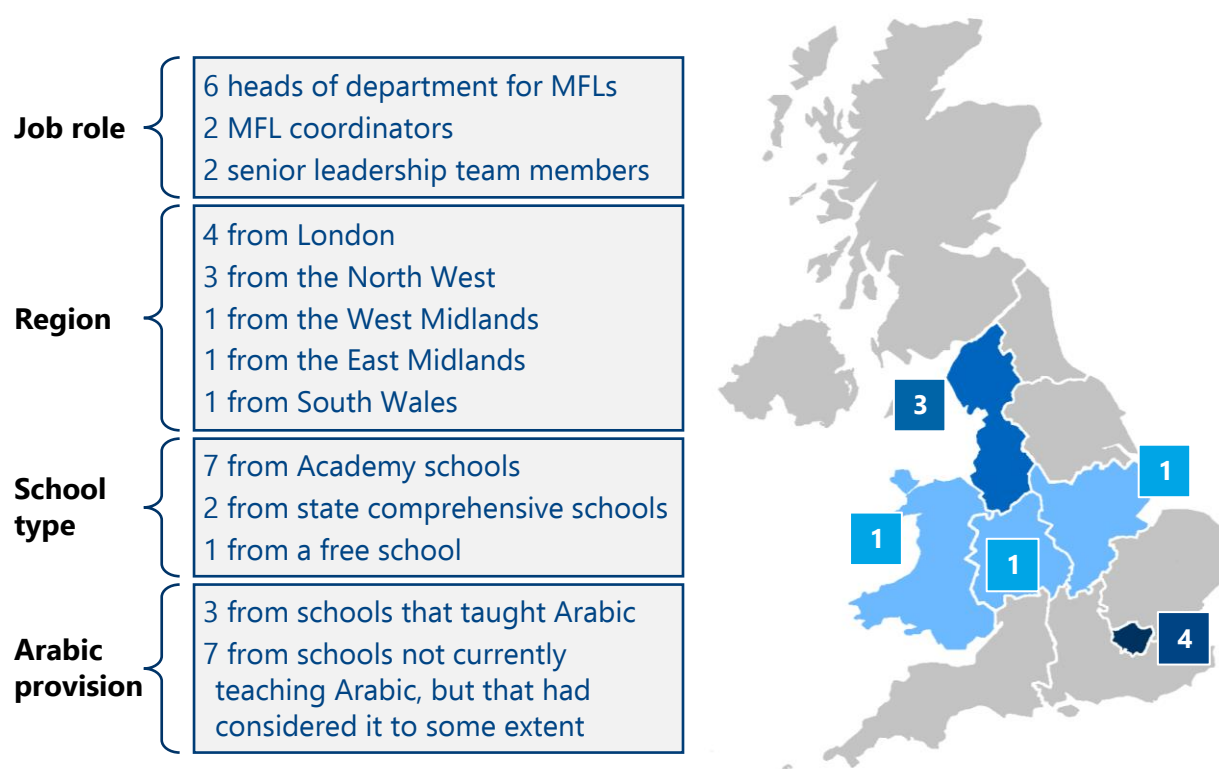 Job role
6 heads of department for MFLs
2 MFL coordinators
2 senior leadership team members
Region
4 from London
3 from the North West
1 from the West Midlands
1 from the East Midlands
1 from South Wales
School
type
7 from Academy schools
2 from state comprehensive schools
1 from a free school
Arabic
provision
3 from schools that taught Arabic
7 from schools not currently
teaching Arabic, but that had
considered it to some extent
3
1
1
1
4